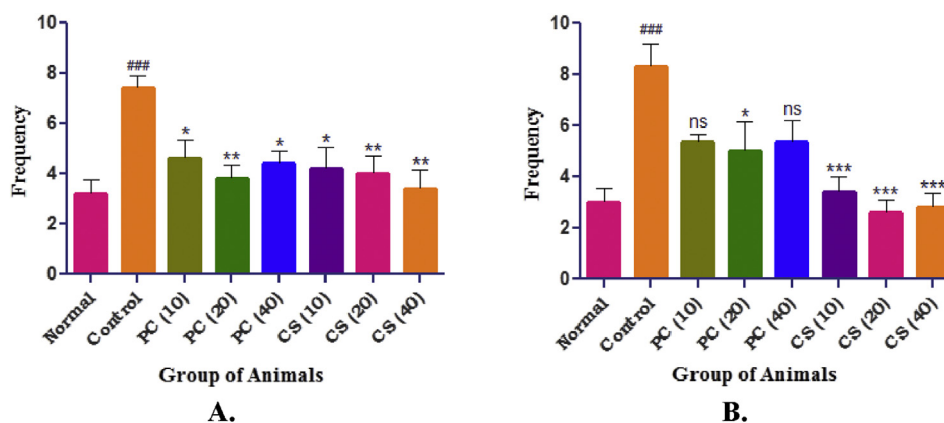 10
8
6
4
2
0
Frequency
###
*
**
*
*
**
**
Normal
Control
PC (10)
PC (20)
PC (40)
CS (10)
CS (20)
CS (40)
Group of Animals
A.
10
8
6
4
2
0
Frequency
###
ns
*
ns
***
***
***
Normal
Control
PC (10)
PC (20)
PC (40)
CS (10)
CS (20)
CS (40)
Group of Animals
B.